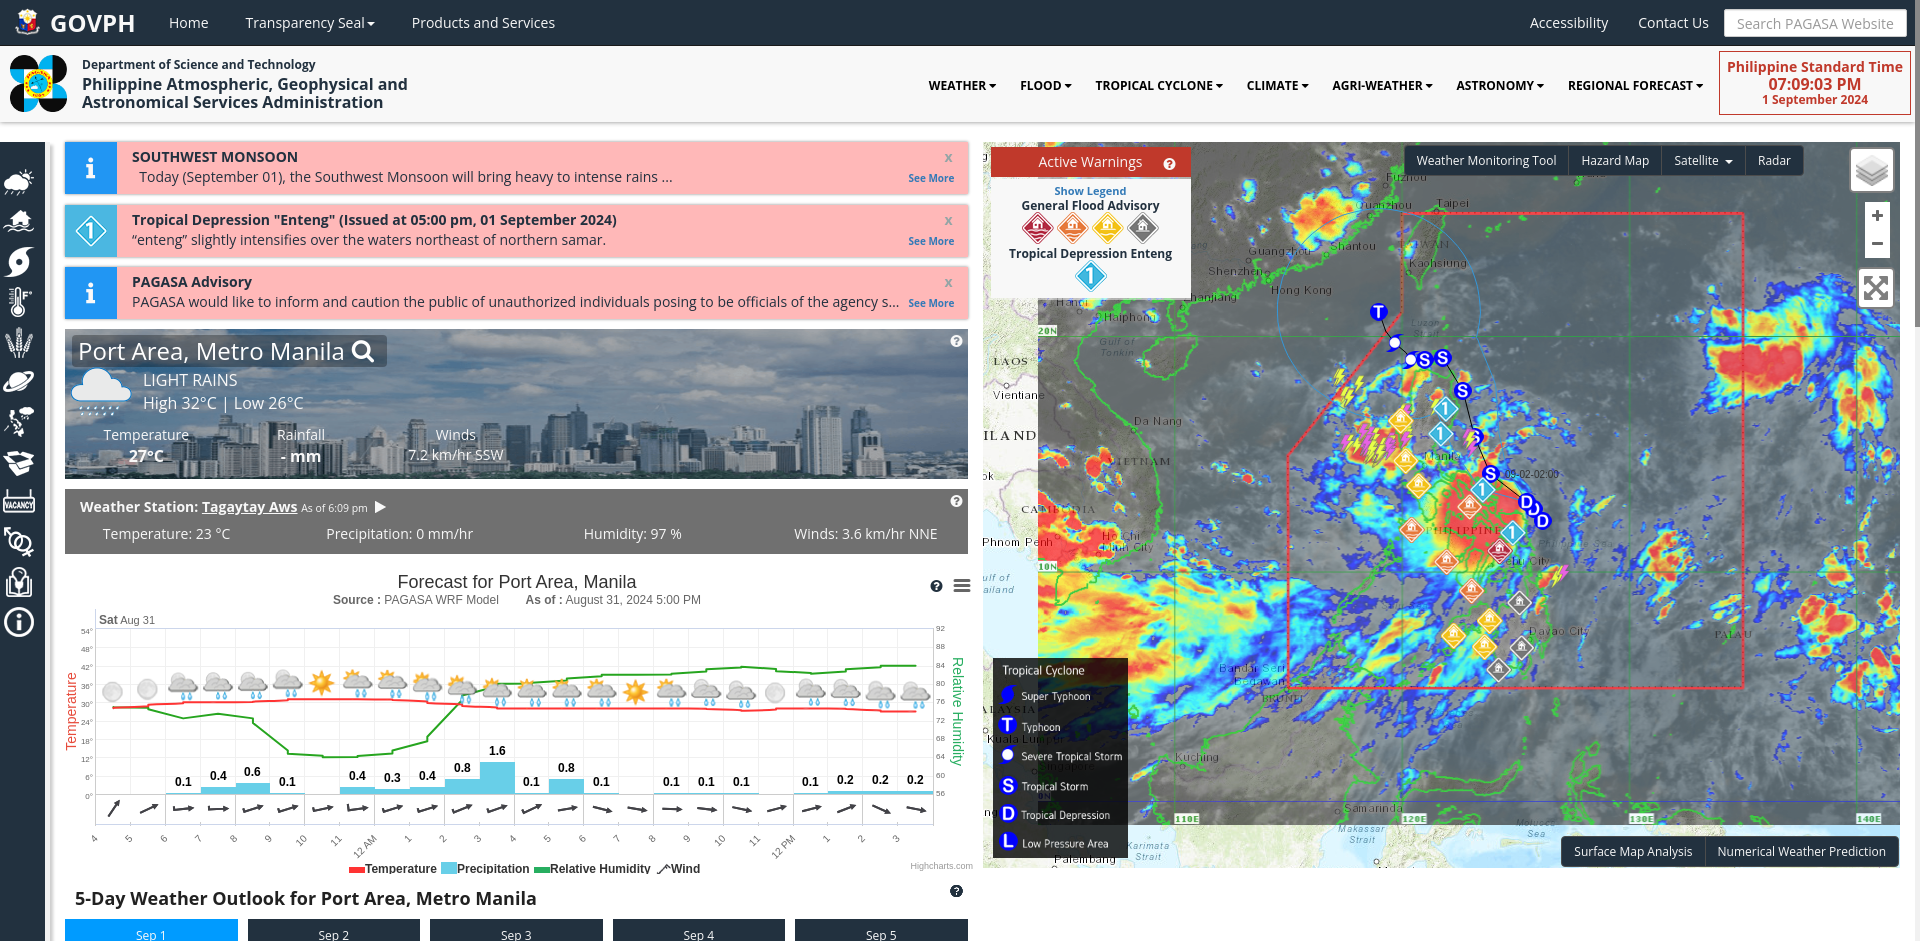 GOVPH
Home
Transparency Seal
Products and Services
Accessibility
Contact Us
Search PAGASA Website
Department of Science and Technology
Philippine Atmospheric, Geophysical and
Astronomical Services Administration
WEATHER
FLOOD
TROPICAL CYCLONE
CLIMATE
AGRI-WEATHER
ASTRONOMY
REGIONAL FORECAST
Philippine Standard Time
07:09:03 PM
1 September 2024
SOUTHWEST MONSOON
x
Today (September 01), the Southwest Monsoon will bring heavy to intense rains ...
See More
1
Tropical Depression "Enteng" (Issued at 05:00 pm, 01 September 2024)
x
“enteng” slightly intensifies over the waters northeast of northern samar.
See More
PAGASA Advisory
x
PAGASA would like to inform and caution the public of unauthorized individuals posing to be officials of the agency s...
See More
Port Area, Metro Manila
LIGHT RAINS
High 32°C | Low 26°C
Temperature
27°C
Rainfall
- mm
Winds
7.2 km/hr SSW
Weather Station: Tagaytay Aws As of 6:09 pm
Temperature: 23 °C
Precipitation: 0 mm/hr
Humidity: 97 %
Winds: 3.6 km/hr NNE
Forecast for Port Area, Manila
Source : PAGASA WRF Model
As of : August 31, 2024 5:00 PM
Sat Aug 31
Temperature
54°
48°
42°
36°
30°
24°
18°
12°
6°
0°
92
88
84
80
76
72
68
64
60
56
Relative Humidity
0.1
0.4
0.6
0.1
0.4
0.3
0.4
0.8
1.6
0.1
0.8
0.1
0.1
0.1
0.1
0.1
0.2
0.2
0.2
4
5
6
7
8
9
10
11
12 AM
1
2
3
4
5
6
7
8
9
10
11
12 PM
1
2
3
Temperature
Precipitation
Relative Humidity
Wind
Highcharts.com
5-Day Weather Outlook for Port Area, Metro Manila
Sep 1
Sep 2
Sep 3
Sep 4
Sep 5
VACANCY
Active Warnings
Show Legend
General Flood Advisory
Tropical Depression Enteng
1
Weather Monitoring Tool
Hazard Map
Satellite
Radar
+
−
Fuzhou
Quanzhou
Taipei
TAIWAN
Guangzhou
Shantou
Kaohsiung
Shenzhen
Hong Kong
Zhanjiang
Hanoi
Haiphong
20N
Gulf of
Tonkin
LAOS
Vientiane
Da Nang
ILAND
VIETNAM
Manila
09-02-02:00
CAMBODIA
Phnom Penh
Ho Chi
Minh City
PHILIPPINE
Cebu City
10N
ulf of
ailand
Davao City
PALAU
Bandar Seri
Begawan
BRUNEI
ALAYSIA
Kuala Lumpur
Kuching
Samarinda
110E
120E
130E
140E
Makassar
Strait
Molucca
Sea
Karimata
Strait
Palembang
Tropical Cyclone
Super Typhoon
T Typhoon
Severe Tropical Storm
S Tropical Storm
D Tropical Depression
L Low Pressure Area
Surface Map Analysis
Numerical Weather Prediction